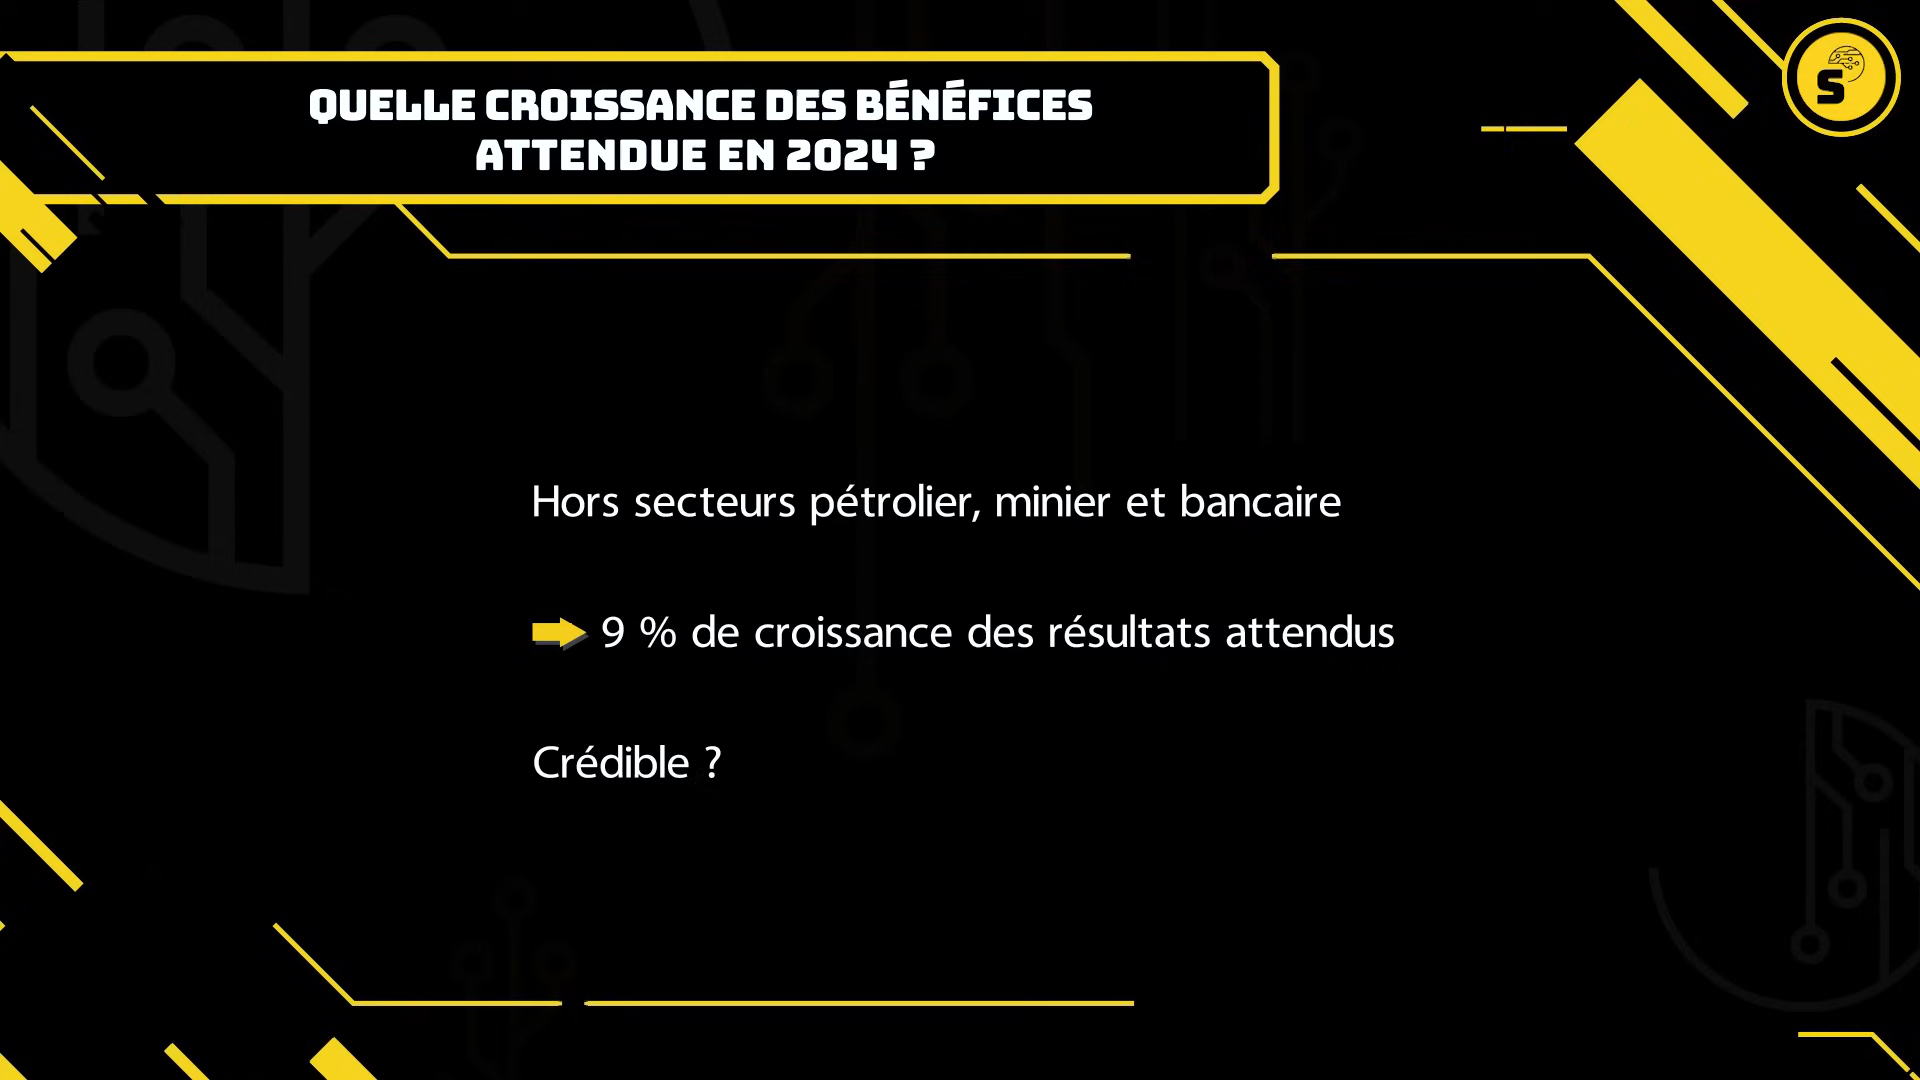 QUELLE CROISSANCE DES BÉNÉFICES
ATTENDUE EN 2024 ?
S
Hors secteurs pétrolier, minier et bancaire
9 % de croissance des résultats attendus
Crédible ?